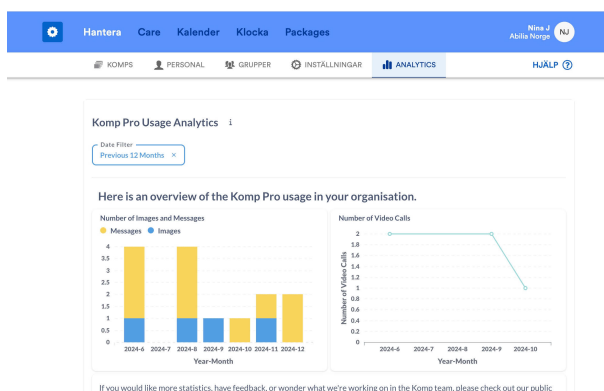 Hantera Care Kalender Klocka Packages
Nina J
Abilia Norge
NJ
KOMPS PERSONAL GRUPPER INSTÄLLNINGAR ANALYTICS HJÄLP ?
Komp Pro Usage Analytics i
Date Filter
Previous 12 Months ×
Here is an overview of the Komp Pro usage in your organisation.
Number of Images and Messages
Messages Images
4
3.5
3
2.5
2
1.5
1
0.5
0
2024-6 2024-7 2024-8 2024-9 2024-10 2024-11 2024-12
Year-Month
Number of Video Calls
Number of Video Calls
2
1.8
1.6
1.4
1.2
1
0.8
0.6
0.4
0.2
0
2024-6 2024-7 2024-8 2024-9 2024-10
Year-Month
If you would like more statistics, have feedback, or wonder what we're working on in the Komp team, please check out our public